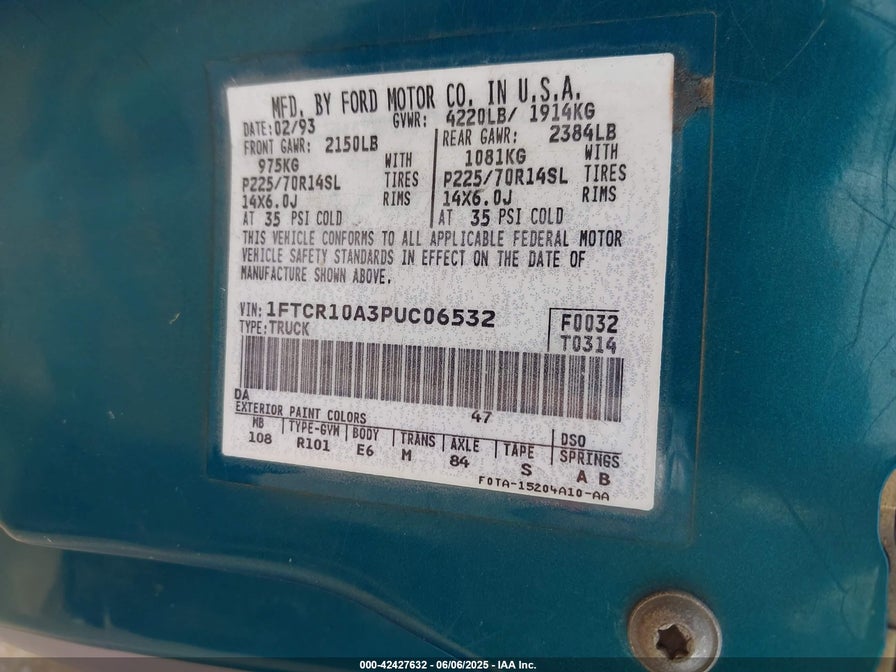 MFD. BY FORD MOTOR CO. IN U.S.A.
DATE: 02/93 GVWR: 4220LB/ 1914KG
FRONT GAWR: 2150LB REAR GAWR: 2384LB
975KG WITH 1081KG WITH
P225/70R14SL TIRES P225/70R14SL TIRES
14X6.0J RIMS 14X6.0J RIMS
AT 35 PSI COLD AT 35 PSI COLD
THIS VEHICLE CONFORMS TO ALL APPLICABLE FEDERAL MOTOR
VEHICLE SAFETY STANDARDS IN EFFECT ON THE DATE OF
MANUFACTURE SHOWN ABOVE.
VIN: 1FTCR10A3PUC06532 F0032
TYPE: TRUCK T0314
DA 47
EXTERIOR PAINT COLORS DSO
WB TYPE-GVW BODY TRANS AXLE TAPE SPRINGS
108 R101 E6 M 84 S A B
F0TA-15204A10-AA
000-42427632 - 06/06/2025 - IAA Inc.